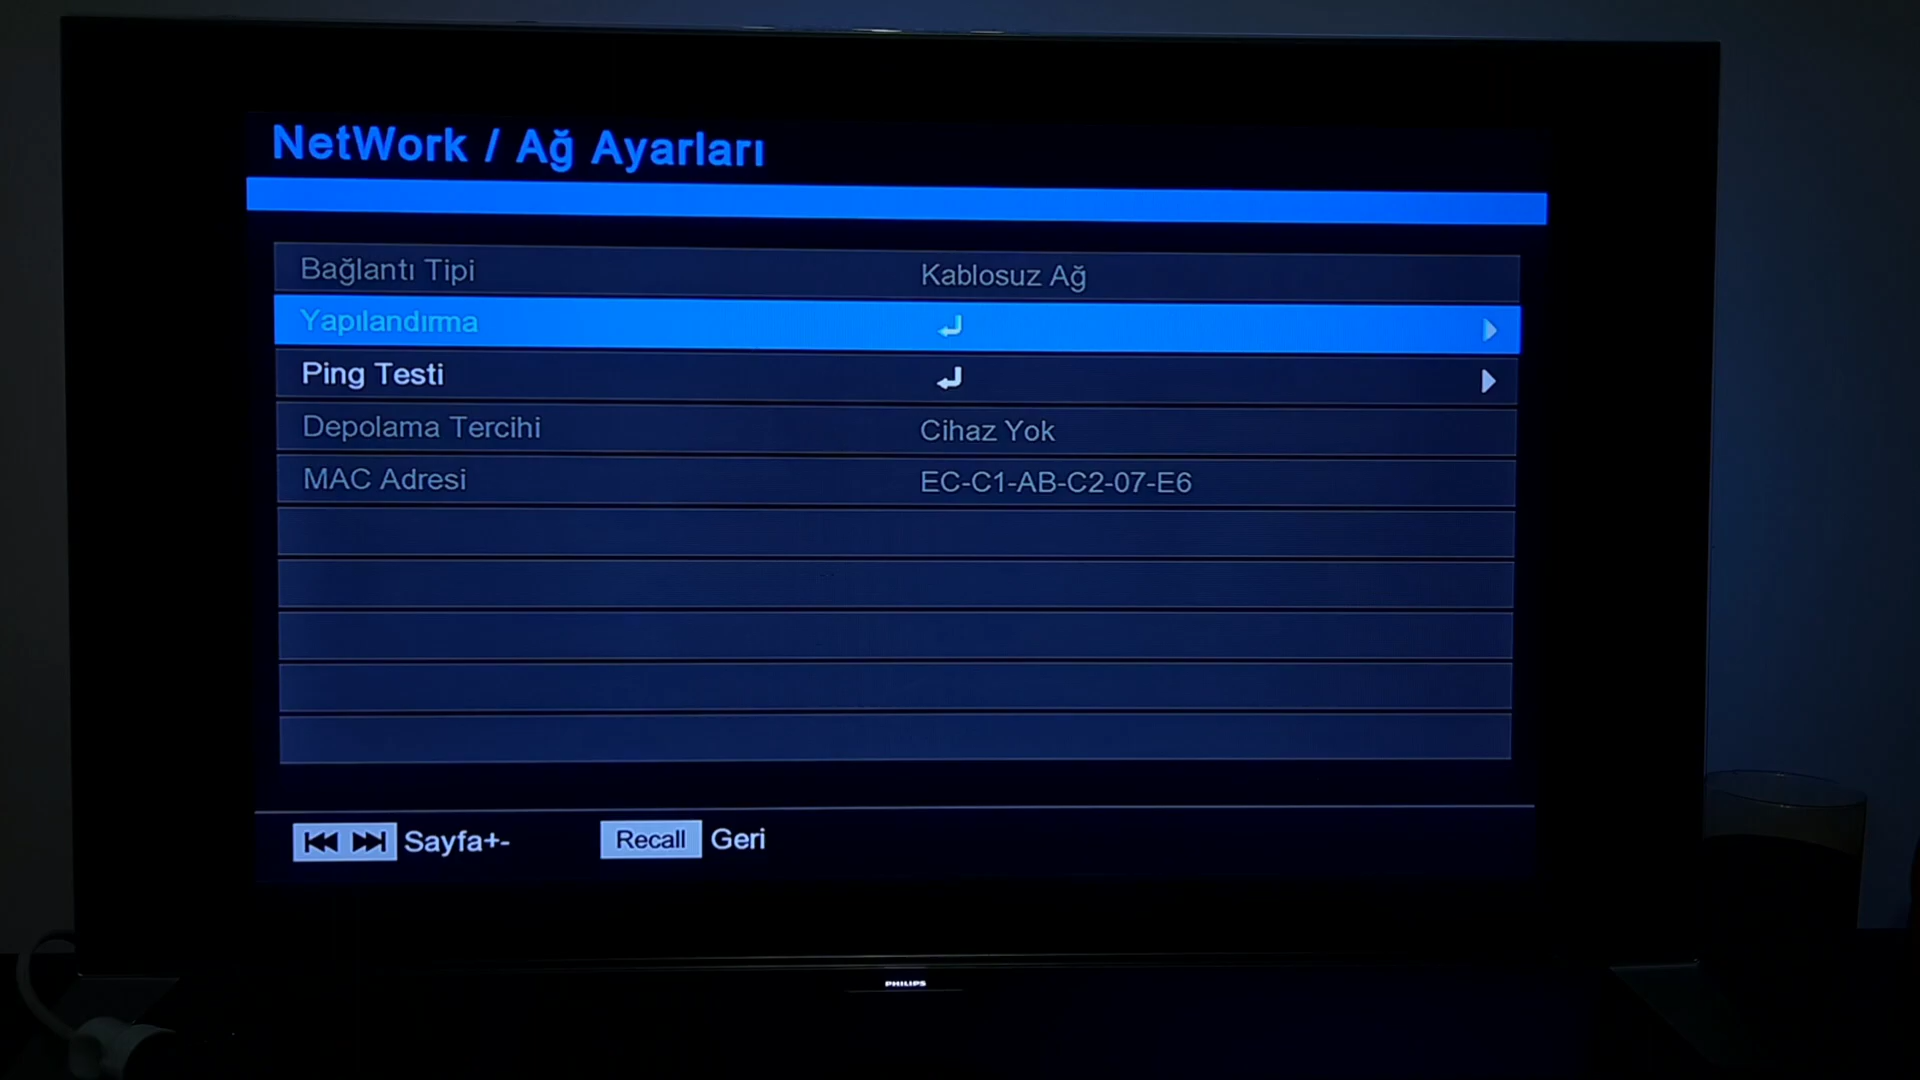 NetWork / Ağ Ayarları
Bağlantı Tipi Kablosuz Ağ
Yapılandırma
Ping Testi
Depolama Tercihi Cihaz Yok
MAC Adresi EC-C1-AB-C2-07-E6
Sayfa+- Recall Geri
PHILIPS